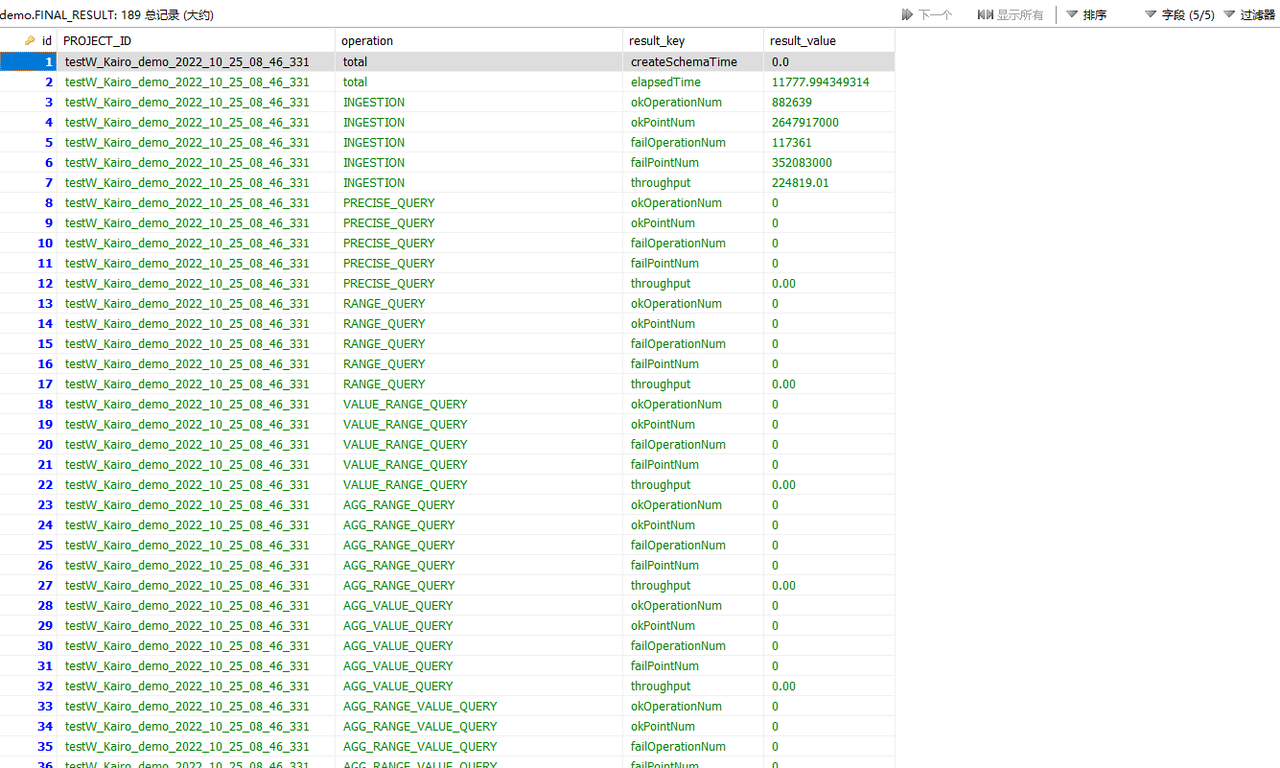 demo.FINAL_RESULT: 189 总记录 (大约) 下一个 显示所有 排序 字段 (5/5) 过滤器
id PROJECT_ID operation result_key result_value
1 testW_Kairo_demo_2022_10_25_08_46_331 total createSchemaTime 0.0
2 testW_Kairo_demo_2022_10_25_08_46_331 total elapsedTime 11777.994349314
3 testW_Kairo_demo_2022_10_25_08_46_331 INGESTION okOperationNum 882639
4 testW_Kairo_demo_2022_10_25_08_46_331 INGESTION okPointNum 2647917000
5 testW_Kairo_demo_2022_10_25_08_46_331 INGESTION failOperationNum 117361
6 testW_Kairo_demo_2022_10_25_08_46_331 INGESTION failPointNum 352083000
7 testW_Kairo_demo_2022_10_25_08_46_331 INGESTION throughput 224819.01
8 testW_Kairo_demo_2022_10_25_08_46_331 PRECISE_QUERY okOperationNum 0
9 testW_Kairo_demo_2022_10_25_08_46_331 PRECISE_QUERY okPointNum 0
10 testW_Kairo_demo_2022_10_25_08_46_331 PRECISE_QUERY failOperationNum 0
11 testW_Kairo_demo_2022_10_25_08_46_331 PRECISE_QUERY failPointNum 0
12 testW_Kairo_demo_2022_10_25_08_46_331 PRECISE_QUERY throughput 0.00
13 testW_Kairo_demo_2022_10_25_08_46_331 RANGE_QUERY okOperationNum 0
14 testW_Kairo_demo_2022_10_25_08_46_331 RANGE_QUERY okPointNum 0
15 testW_Kairo_demo_2022_10_25_08_46_331 RANGE_QUERY failOperationNum 0
16 testW_Kairo_demo_2022_10_25_08_46_331 RANGE_QUERY failPointNum 0
17 testW_Kairo_demo_2022_10_25_08_46_331 RANGE_QUERY throughput 0.00
18 testW_Kairo_demo_2022_10_25_08_46_331 VALUE_RANGE_QUERY okOperationNum 0
19 testW_Kairo_demo_2022_10_25_08_46_331 VALUE_RANGE_QUERY okPointNum 0
20 testW_Kairo_demo_2022_10_25_08_46_331 VALUE_RANGE_QUERY failOperationNum 0
21 testW_Kairo_demo_2022_10_25_08_46_331 VALUE_RANGE_QUERY failPointNum 0
22 testW_Kairo_demo_2022_10_25_08_46_331 VALUE_RANGE_QUERY throughput 0.00
23 testW_Kairo_demo_2022_10_25_08_46_331 AGG_RANGE_QUERY okOperationNum 0
24 testW_Kairo_demo_2022_10_25_08_46_331 AGG_RANGE_QUERY okPointNum 0
25 testW_Kairo_demo_2022_10_25_08_46_331 AGG_RANGE_QUERY failOperationNum 0
26 testW_Kairo_demo_2022_10_25_08_46_331 AGG_RANGE_QUERY failPointNum 0
27 testW_Kairo_demo_2022_10_25_08_46_331 AGG_RANGE_QUERY throughput 0.00
28 testW_Kairo_demo_2022_10_25_08_46_331 AGG_VALUE_QUERY okOperationNum 0
29 testW_Kairo_demo_2022_10_25_08_46_331 AGG_VALUE_QUERY okPointNum 0
30 testW_Kairo_demo_2022_10_25_08_46_331 AGG_VALUE_QUERY failOperationNum 0
31 testW_Kairo_demo_2022_10_25_08_46_331 AGG_VALUE_QUERY failPointNum 0
32 testW_Kairo_demo_2022_10_25_08_46_331 AGG_VALUE_QUERY throughput 0.00
33 testW_Kairo_demo_2022_10_25_08_46_331 AGG_RANGE_VALUE_QUERY okOperationNum 0
34 testW_Kairo_demo_2022_10_25_08_46_331 AGG_RANGE_VALUE_QUERY okPointNum 0
35 testW_Kairo_demo_2022_10_25_08_46_331 AGG_RANGE_VALUE_QUERY failOperationNum 0
36 testW_Kairo_demo_2022_10_25_08_46_331 AGG_RANGE_VALUE_QUERY failPointNum 0